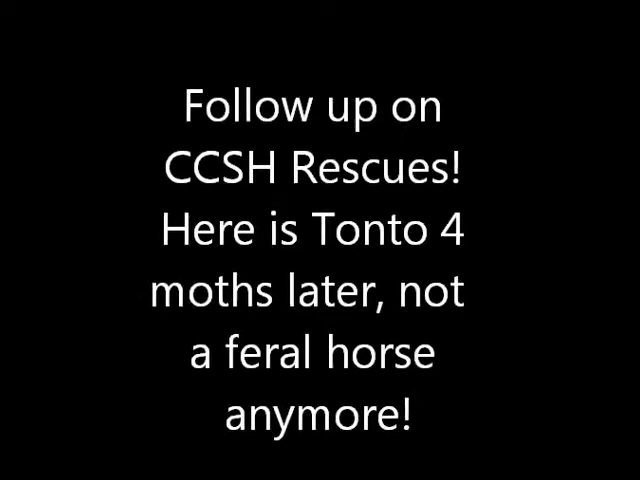 Follow up on
CCSH Rescues!
Here is Tonto 4
moths later, not
a feral horse
anymore!